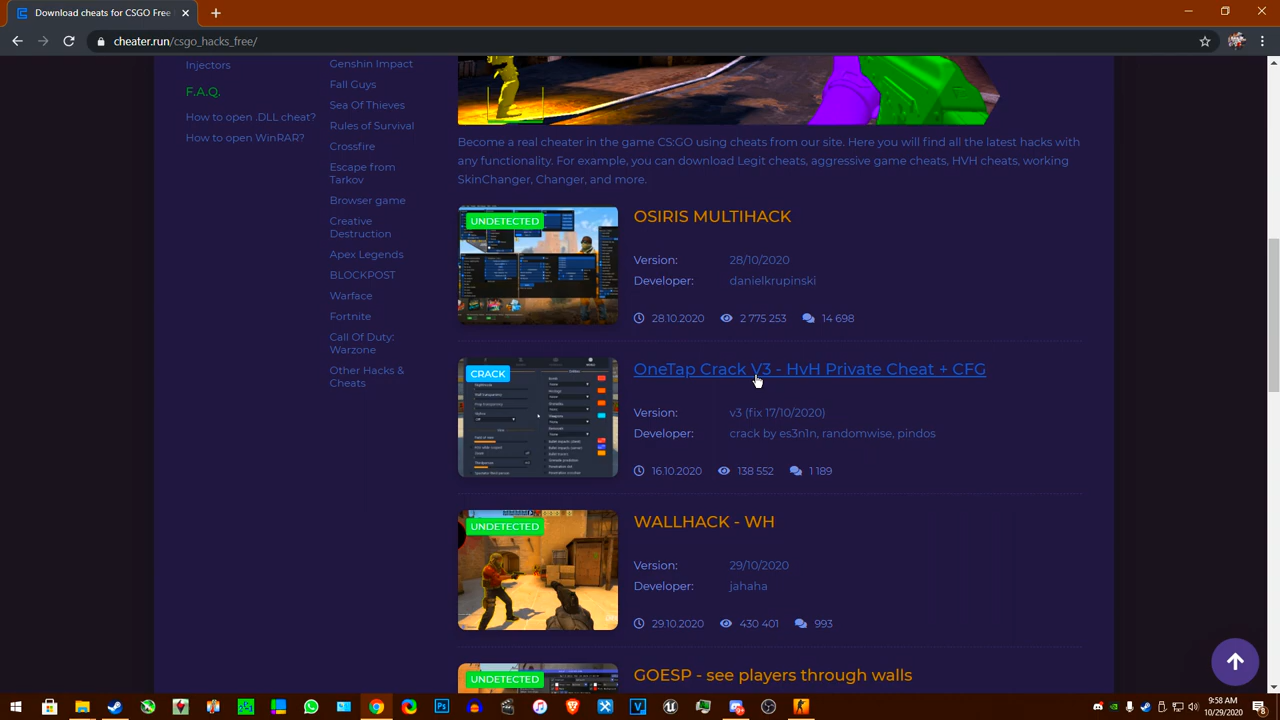 Download cheats for CSGO Free
cheater.run/csgo_hacks_free/
Injectors
F.A.Q.
How to open .DLL cheat?
How to open WinRAR?
Genshin Impact
Fall Guys
Sea Of Thieves
Rules of Survival
Crossfire
Escape from
Tarkov
Browser game
Creative
Destruction
Apex Legends
BLOCKPOST
Warface
Fortnite
Call Of Duty:
Warzone
Other Hacks &
Cheats
Become a real cheater in the game CS:GO using cheats from our site. Here you will find all the latest hacks with
any functionality. For example, you can download Legit cheats, aggressive game cheats, HVH cheats, working
SkinChanger, Changer, and more.
UNDETECTED
OSIRIS MULTIHACK
Version: 28/10/2020
Developer: danielkrupinski
28.10.2020 2 775 253 14 698
CRACK
OneTap Crack V3 - HvH Private Cheat + CFG
Version: v3 (fix 17/10/2020)
Developer: crack by es3n1n, randomwise, pindos
16.10.2020 138 552 1 189
UNDETECTED
WALLHACK - WH
Version: 29/10/2020
Developer: jahaha
29.10.2020 430 401 993
UNDETECTED
GOESP - see players through walls
9:58 AM
10/29/2020